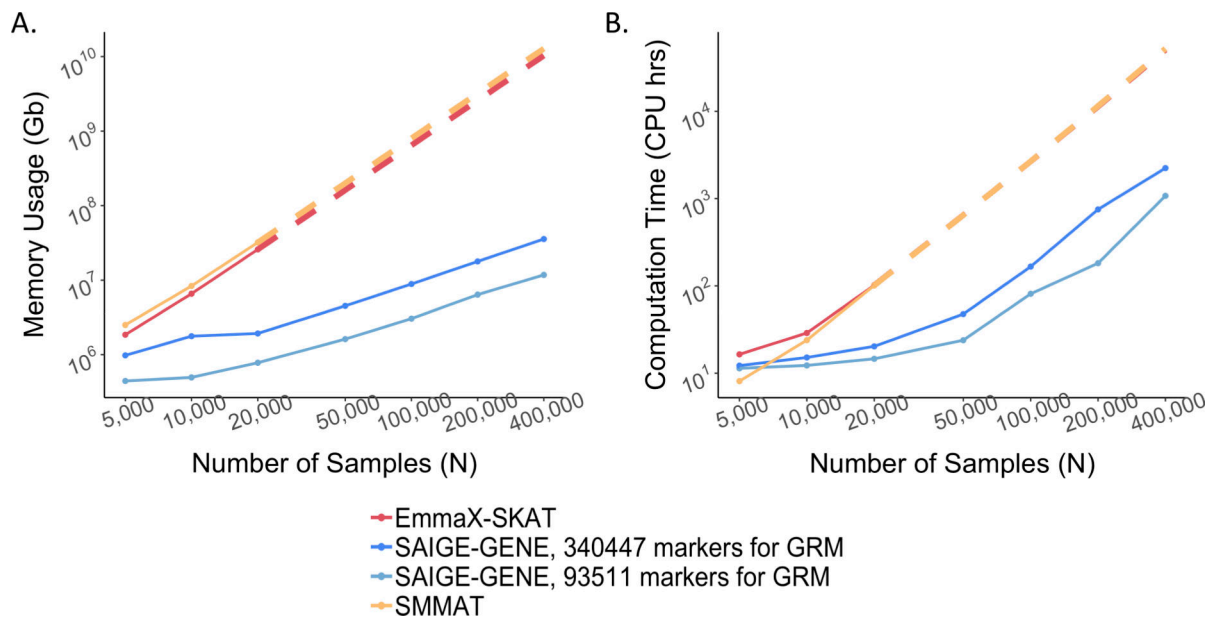 A.
Memory Usage (Gb)
10^10
10^9
10^8
10^7
10^6
5,000 10,000 20,000 50,000 100,000 200,000 400,000
Number of Samples (N)
B.
Computation Time (CPU hrs)
10^4
10^3
10^2
10^1
5,000 10,000 20,000 50,000 100,000 200,000 400,000
Number of Samples (N)
EmmaX-SKAT
SAIGE-GENE, 340447 markers for GRM
SAIGE-GENE, 93511 markers for GRM
SMMAT